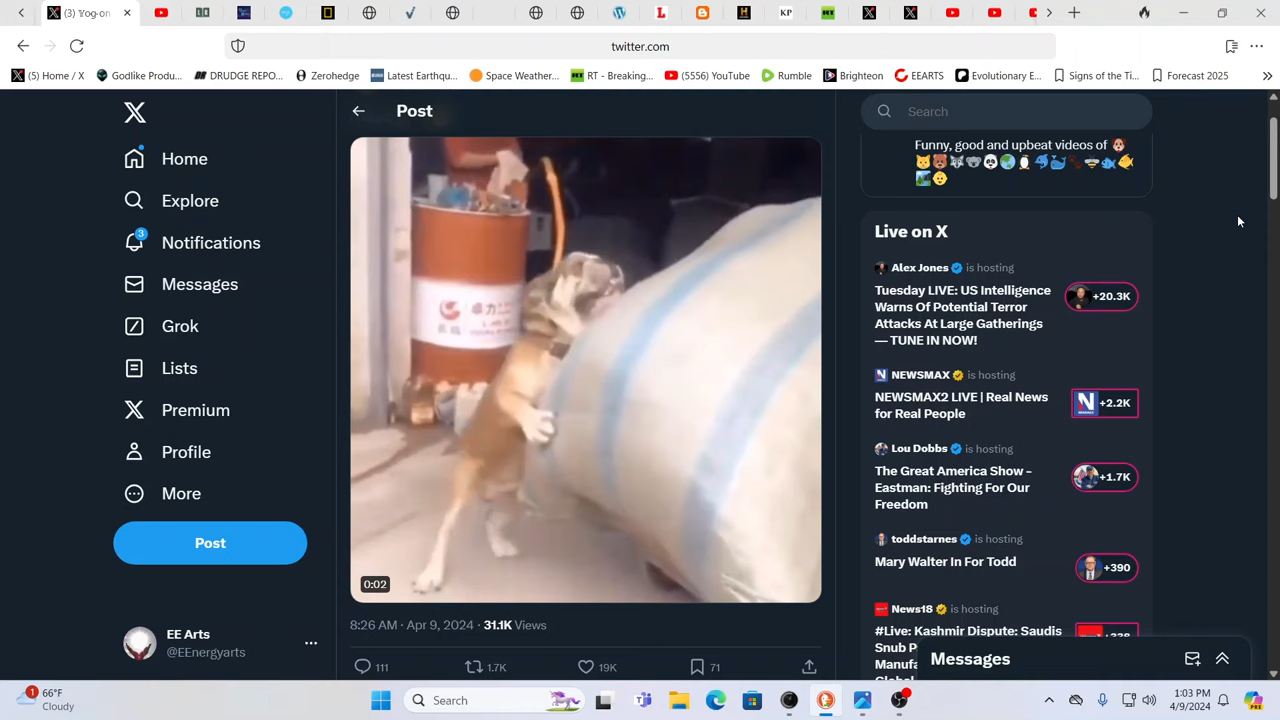 (3) Yog-on
twitter.com
(5) Home / X
Godlike Produ...
DRUDGE REPO...
Zerohedge
Latest Earthqu...
Space Weather...
RT - Breaking...
(5556) YouTube
Rumble
Brighteon
EEARTS
Evolutionary E...
Signs of the Ti...
Forecast 2025
Home
Explore
3
Notifications
Messages
Grok
Lists
Premium
Profile
More
Post
EE Arts
@EEnergyarts
Post
0:02
8:26 AM · Apr 9, 2024 · 31.1K Views
111
1.7K
19K
71
Search
Funny, good and upbeat videos of
Live on X
Alex Jones is hosting
Tuesday LIVE: US Intelligence
Warns Of Potential Terror
Attacks At Large Gatherings
— TUNE IN NOW!
+20.3K
NEWSMAX is hosting
NEWSMAX2 LIVE | Real News
for Real People
+2.2K
Lou Dobbs is hosting
The Great America Show -
Eastman: Fighting For Our
Freedom
+1.7K
toddstarnes is hosting
Mary Walter In For Todd
+390
News18 is hosting
#Live: Kashmir Dispute: Saudis
Snub P
Manufa
Messages
1
66°F
Cloudy
Search
1:03 PM
4/9/2024